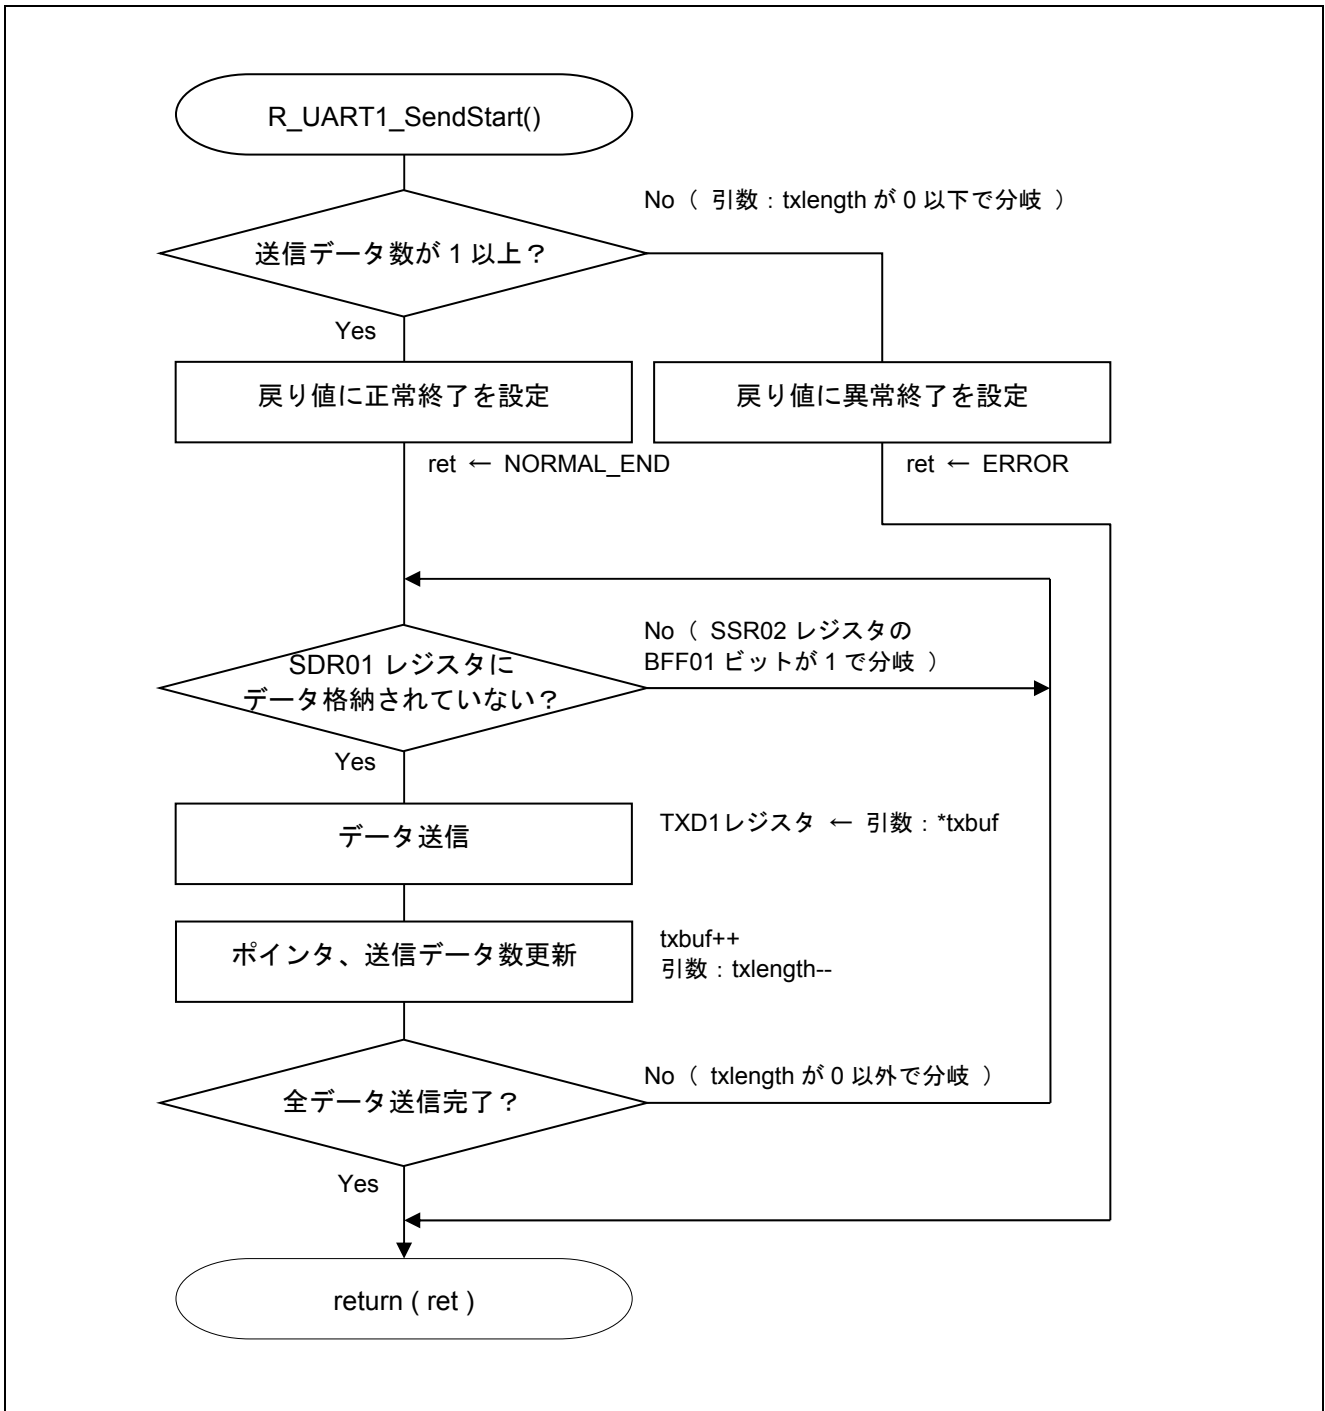 R_UART1_SendStart()
No（ 引数：txlength が 0 以下で分岐 ）
送信データ数が 1 以上？
Yes
戻り値に正常終了を設定
戻り値に異常終了を設定
ret ← NORMAL_END
ret ← ERROR
SDR01 レジスタに
データ格納されていない？
No（ SSR02 レジスタの
BFF01 ビットが 1 で分岐 ）
Yes
データ送信
TXD1レジスタ ← 引数：*txbuf
ポインタ、送信データ数更新
txbuf++
引数：txlength--
全データ送信完了？
No（ txlength が 0 以外で分岐 ）
Yes
return ( ret )